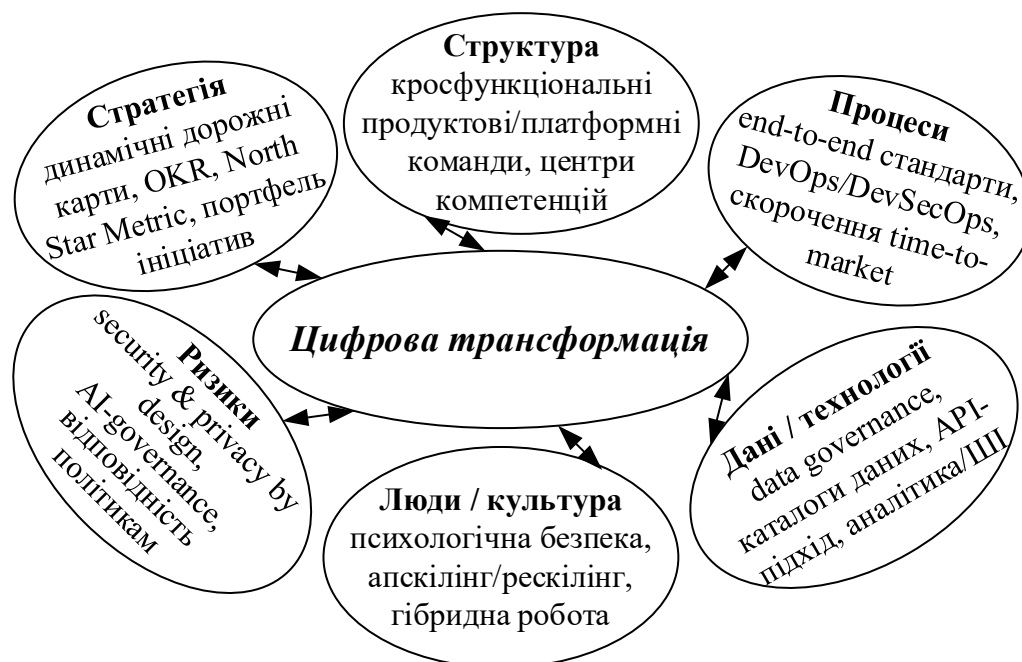 Структура
кросфункціональні
продуктові/платформні
команди, центри
компетенцій
Стратегія
динамічні дорожні
карти, OKR, North
Star Metric, портфель
ініціатив
Процеси
end-to-end стандарти,
DevOps/DevSecOps,
скорочення time-to-
market
Цифрова трансформація
Ризики
security & privacy by
design,
AI-governance,
відповідність
політикам
Люди / культура
психологічна безпека,
апскілінг/рескілінг,
гібридна робота
Дані / технології
data governance,
каталоги даних, API-
підхід, аналітика/ШІ